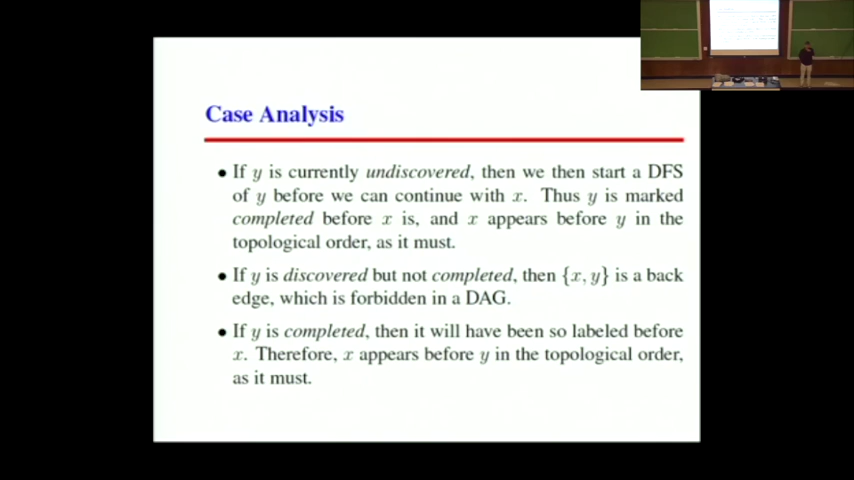 Case Analysis
• If y is currently undiscovered, then we then start a DFS
of y before we can continue with x. Thus y is marked
completed before x is, and x appears before y in the
topological order, as it must.
• If y is discovered but not completed, then {x, y} is a back
edge, which is forbidden in a DAG.
• If y is completed, then it will have been so labeled before
x. Therefore, x appears before y in the topological order,
as it must.